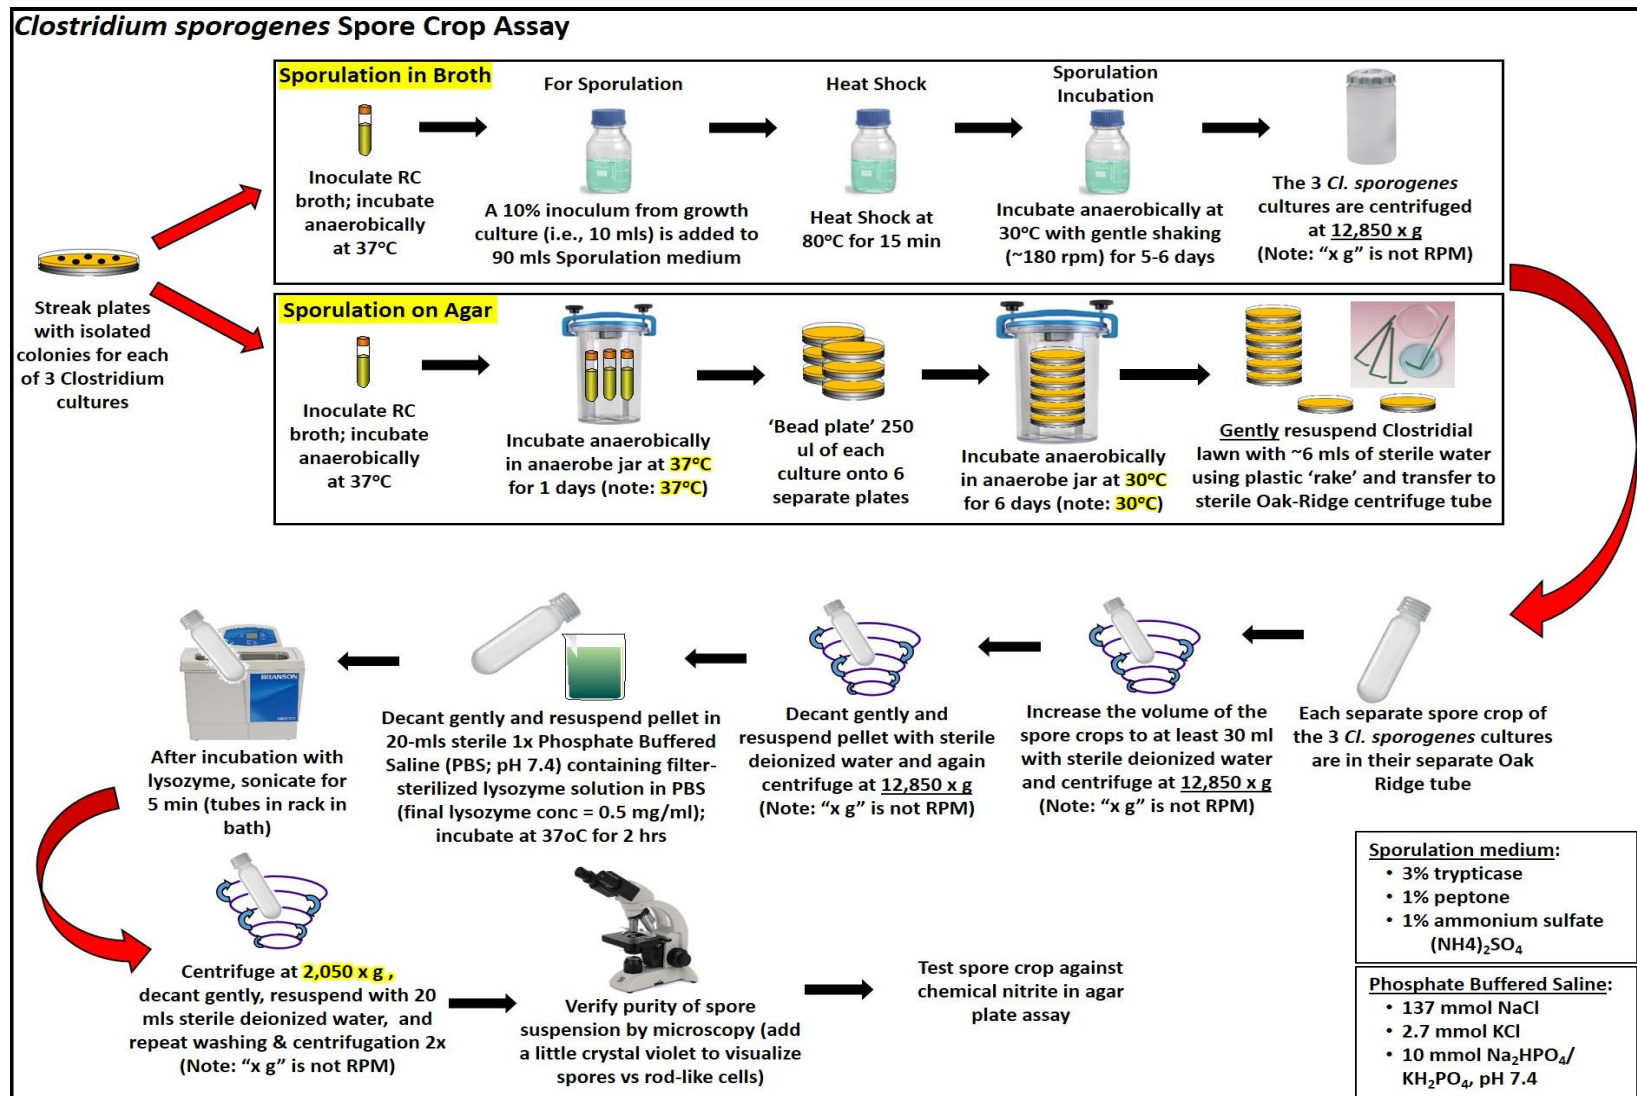 Clostridium sporogenes Spore Crop Assay
Sporulation in Broth
Inoculate RC
broth; incubate
anaerobically
at 37°C
For Sporulation
A 10% inoculum from growth
culture (i.e., 10 mls) is added to
90 mls Sporulation medium
Heat Shock
Heat Shock at
80°C for 15 min
Sporulation
Incubation
Incubate anaerobically at
30°C with gentle shaking
(~180 rpm) for 5-6 days
The 3 Cl. sporogenes
cultures are centrifuged
at 12,850 x g
(Note: “x g” is not RPM)
Streak plates
with isolated
colonies for each
of 3 Clostridium
cultures
Sporulation on Agar
Inoculate RC
broth; incubate
anaerobically
at 37°C
Incubate anaerobically
in anaerobe jar at 37°C
for 1 days (note: 37°C)
‘Bead plate’ 250
ul of each
culture onto 6
separate plates
Incubate anaerobically
in anaerobe jar at 30°C
for 6 days (note: 30°C)
Gently resuspend Clostridial
lawn with ~6 mls of sterile water
using plastic ‘rake’ and transfer to
sterile Oak-Ridge centrifuge tube
Each separate spore crop of
the 3 Cl. sporogenes cultures
are in their separate Oak
Ridge tube
Increase the volume of the
spore crops to at least 30 ml
with sterile deionized water
and centrifuge at 12,850 x g
(Note: “x g” is not RPM)
Decant gently and
resuspend pellet with sterile
deionized water and again
centrifuge at 12,850 x g
(Note: “x g” is not RPM)
Decant gently and resuspend pellet in
20-mls sterile 1x Phosphate Buffered
Saline (PBS; pH 7.4) containing filter-
sterilized lysozyme solution in PBS
(final lysozyme conc = 0.5 mg/ml);
incubate at 37oC for 2 hrs
BRANSON
After incubation with
lysozyme, sonicate for
5 min (tubes in rack in
bath)
Centrifuge at 2,050 x g ,
decant gently, resuspend with 20
mls sterile deionized water, and
repeat washing & centrifugation 2x
(Note: “x g” is not RPM)
Verify purity of spore
suspension by microscopy (add
a little crystal violet to visualize
spores vs rod-like cells)
Test spore crop against
chemical nitrite in agar
plate assay
Sporulation medium:
• 3% trypticase
• 1% peptone
• 1% ammonium sulfate
(NH4)₂SO₄
Phosphate Buffered Saline:
• 137 mmol NaCl
• 2.7 mmol KCl
• 10 mmol Na₂HPO₄/
KH₂PO₄, pH 7.4